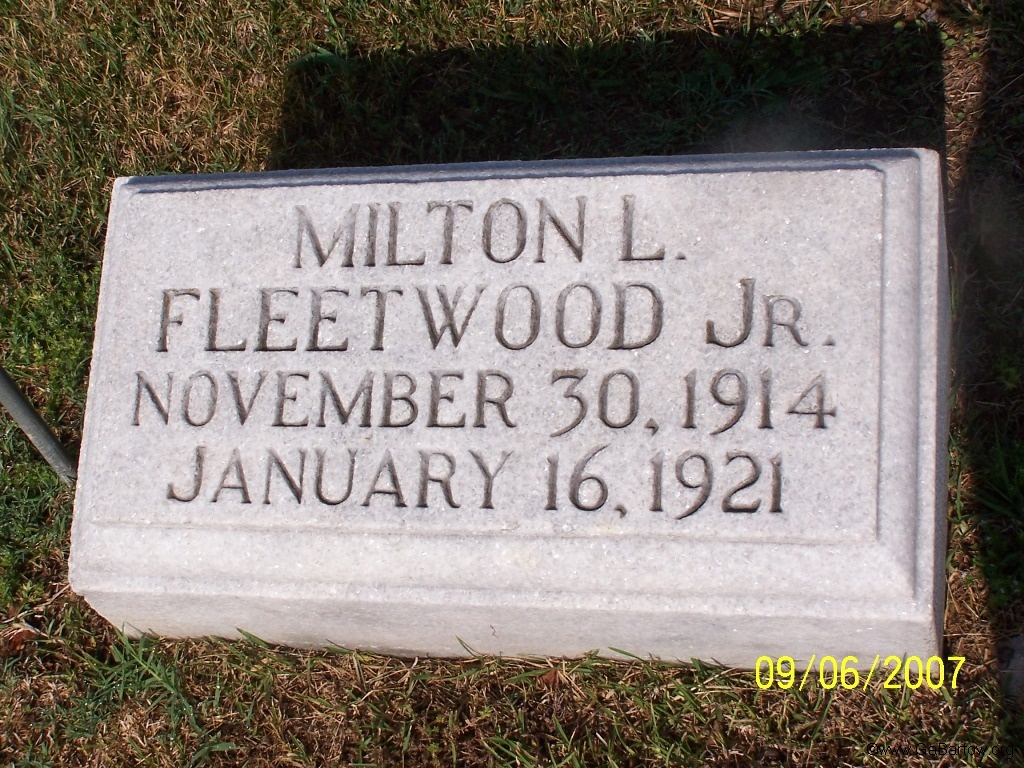 MILTON L.
FLEETWOOD JR.
NOVEMBER 30, 1914
JANUARY 16, 1921
09/06/2007